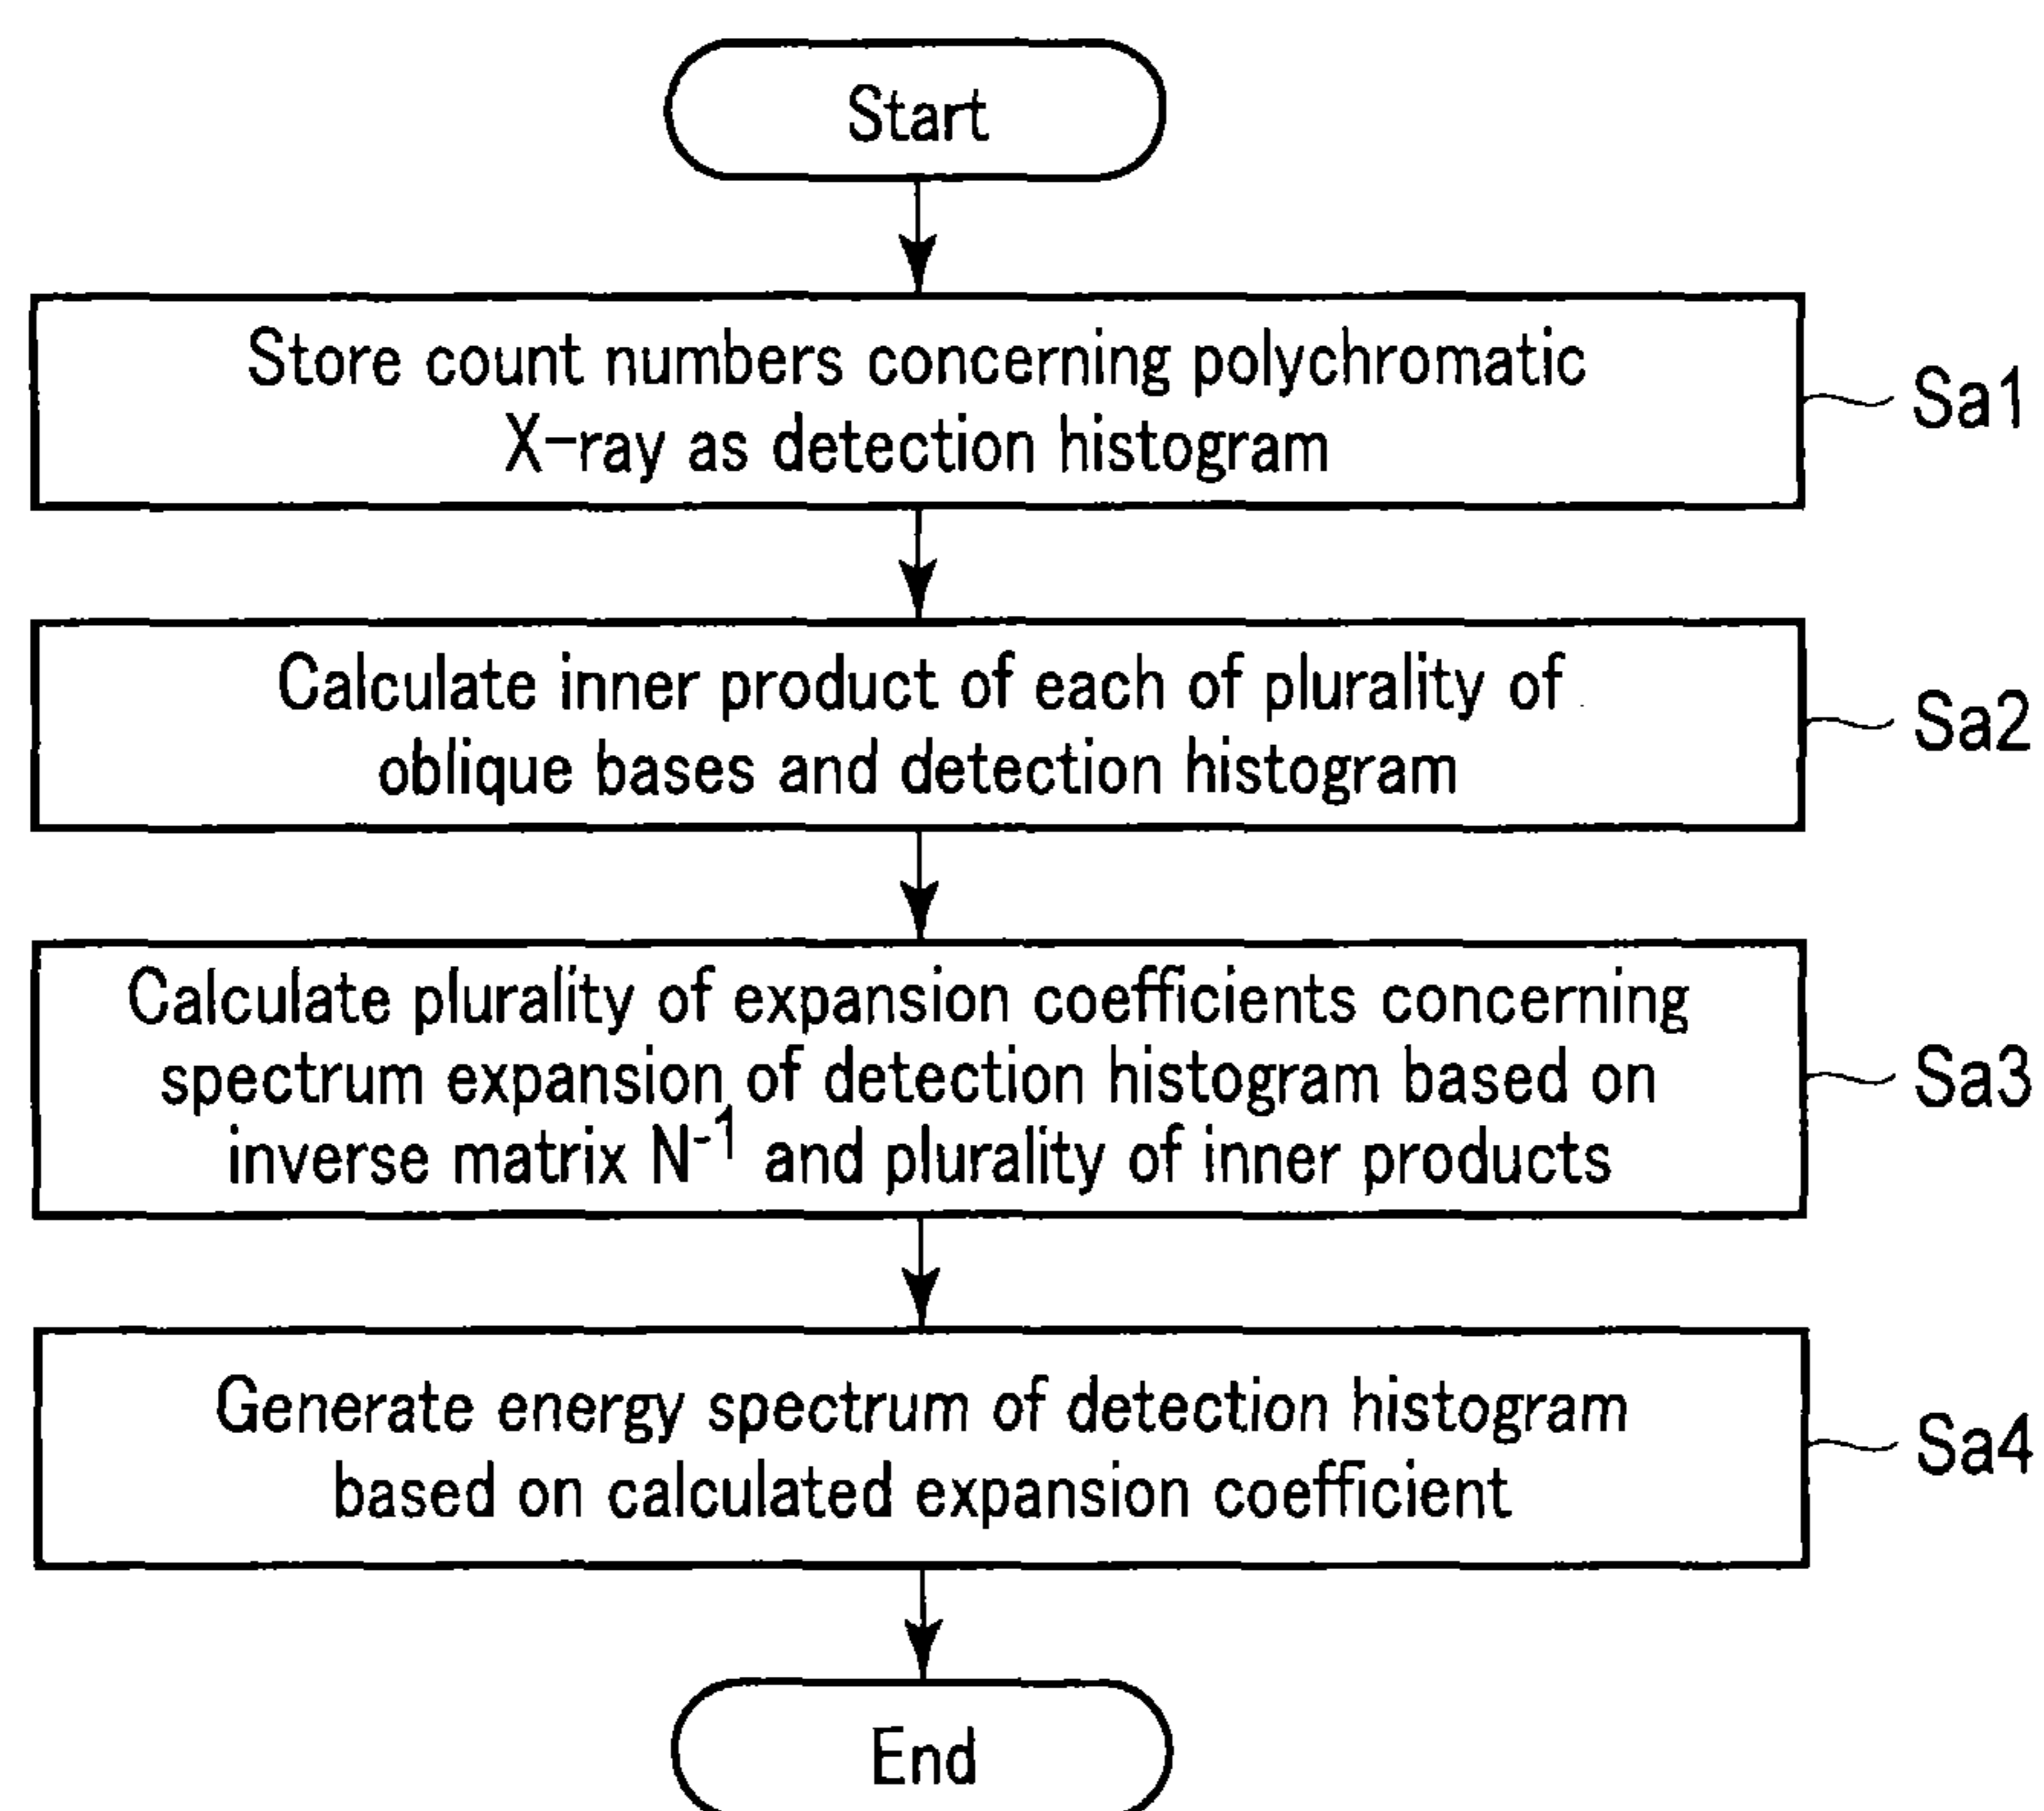 Start
Store count numbers concerning polychromatic
X-ray as detection histogram
Sa1
Calculate inner product of each of plurality of
oblique bases and detection histogram
Sa2
Calculate plurality of expansion coefficients concerning
spectrum expansion of detection histogram based on
inverse matrix N⁻¹ and plurality of inner products
Sa3
Generate energy spectrum of detection histogram
based on calculated expansion coefficient
Sa4
End